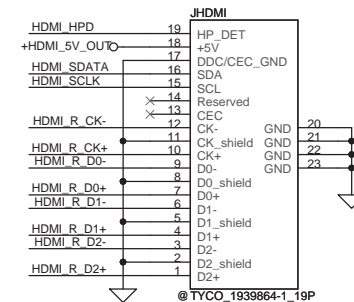 JHDMI
HDMI_HPD 19 HP_DET
+HDMI_5V_OUT 18 +5V
17 DDC/CEC_GND
HDMI_SDATA 16 SDA
HDMI_SCLK 15 SCL
14 Reserved
13 CEC
HDMI_R_CK- 12 CK- GND 20
11 CK_shield GND 21
HDMI_R_CK+ 10 CK+ GND 22
HDMI_R_D0- 9 D0- GND 23
8 D0_shield
HDMI_R_D0+ 7 D0+
HDMI_R_D1- 6 D1-
5 D1_shield
HDMI_R_D1+ 4 D1+
HDMI_R_D2- 3 D2-
2 D2_shield
HDMI_R_D2+ 1 D2+
@TYCO_1939864-1_19P